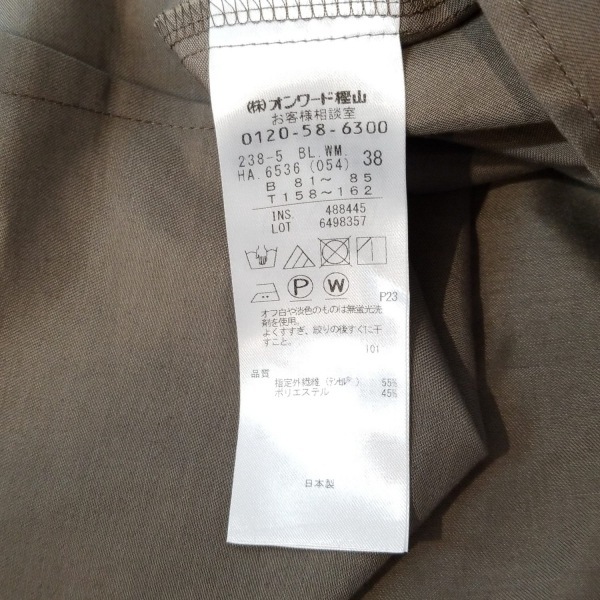 (株)オンワード樫山
お客様相談室
0120-58-6300
238-5 BL.WM. 38
HA.6536 (054)
B 81〜 85
T 158〜162
INS. 488445
LOT 6498357
P W P23
オフ白や淡色のものは無蛍光洗
剤を使用。
よくすすぎ、絞りの後すぐに干
すこと。
101
品質
指定外繊維 (テンセル®) 55%
ポリエステル 45%
日本製